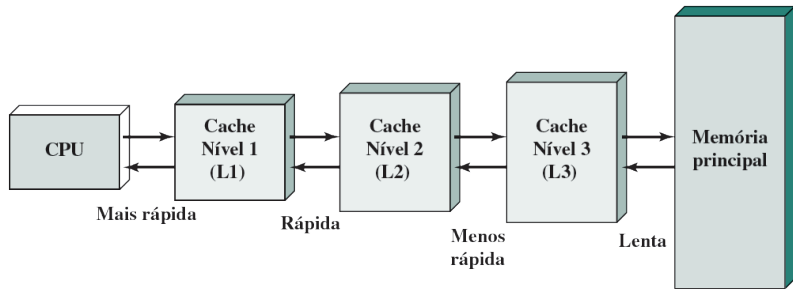 CPU
Cache
Nível 1
(L1)
Cache
Nível 2
(L2)
Cache
Nível 3
(L3)
Memória
principal
Mais rápida
Rápida
Menos
rápida
Lenta